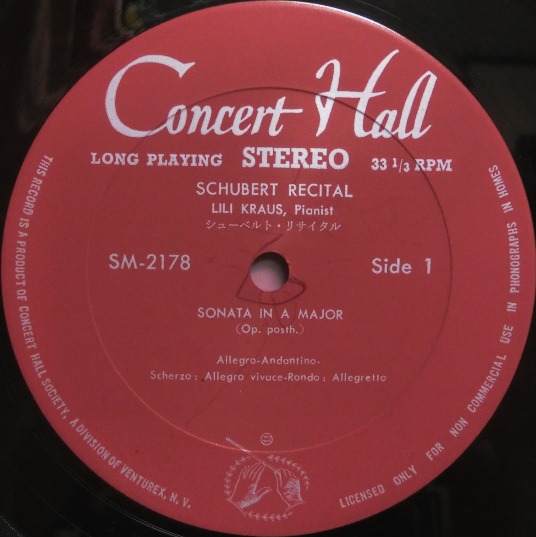 Concert Hall
LONG PLAYING STEREO 33 1/3 RPM
SCHUBERT RECITAL
LILI KRAUS, Pianist
シューベルト・リサイタル
SM-2178 Side 1
SONATA IN A MAJOR
(Op. posth.)
Allegro-Andantino-
Scherzo : Allegro vivace-Rondo : Allegretto
THIS RECORD IS A PRODUCT OF CONCERT HALL SOCIETY, A DIVISION OF VENTUREX, N. V.
LICENSED ONLY FOR NON COMMERCIAL USE IN PHONOGRAPHS IN HOMES